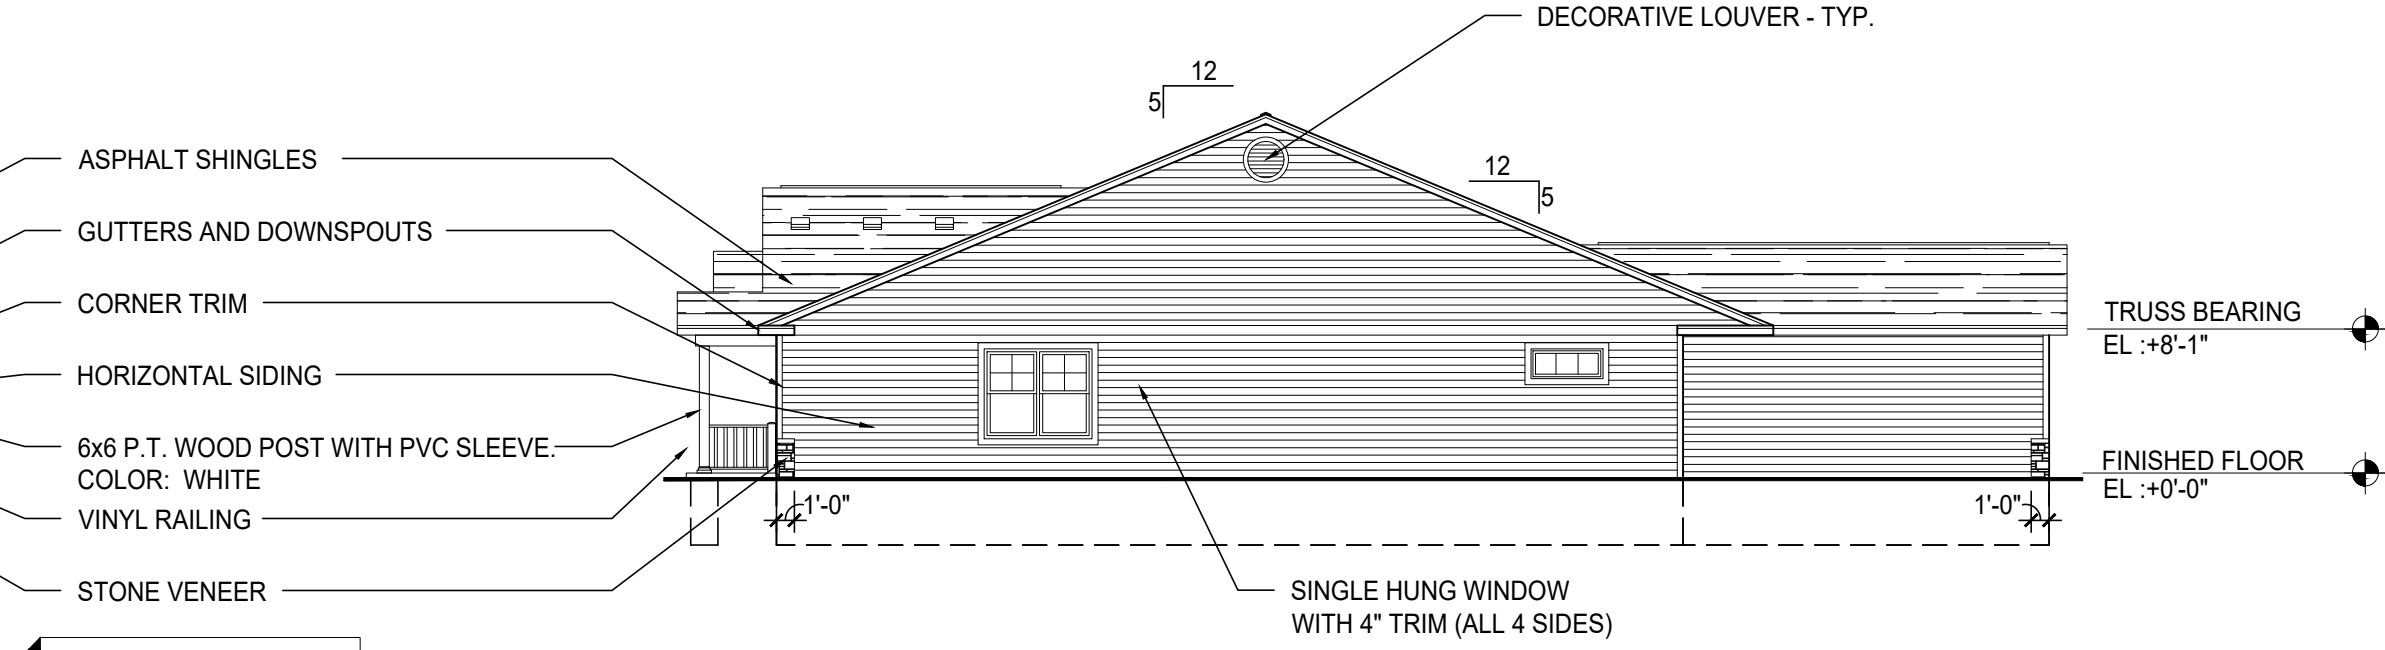 DECORATIVE LOUVER - TYP.
12
5
12
5
ASPHALT SHINGLES
GUTTERS AND DOWNSPOUTS
CORNER TRIM
HORIZONTAL SIDING
6x6 P.T. WOOD POST WITH PVC SLEEVE.
COLOR: WHITE
VINYL RAILING
STONE VENEER
TRUSS BEARING
EL :+8'-1"
FINISHED FLOOR
EL :+0'-0"
1'-0"
1'-0"
SINGLE HUNG WINDOW
WITH 4" TRIM (ALL 4 SIDES)